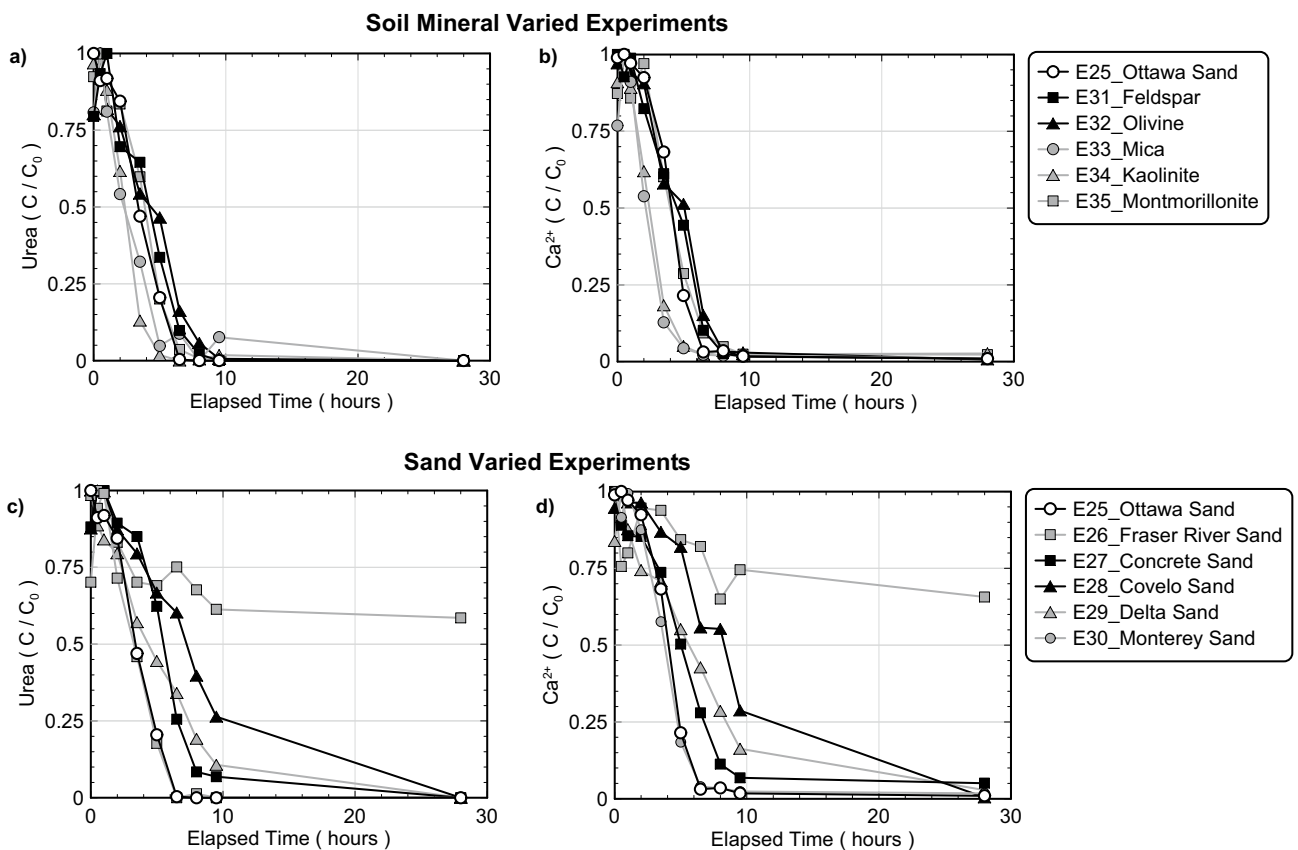 Soil Mineral Varied Experiments
a)
1
0.75
0.5
0.25
0
Urea ( C / C0 )
0
10
20
30
Elapsed Time ( hours )
b)
1
0.75
0.5
0.25
0
Ca2+ ( C / C0 )
0
10
20
30
Elapsed Time ( hours )
E25_Ottawa Sand
E31_Feldspar
E32_Olivine
E33_Mica
E34_Kaolinite
E35_Montmorillonite
Sand Varied Experiments
c)
1
0.75
0.5
0.25
0
Urea ( C / C0 )
0
10
20
30
Elapsed Time ( hours )
d)
1
0.75
0.5
0.25
0
Ca2+ ( C / C0 )
0
10
20
30
Elapsed Time ( hours )
E25_Ottawa Sand
E26_Fraser River Sand
E27_Concrete Sand
E28_Covelo Sand
E29_Delta Sand
E30_Monterey Sand